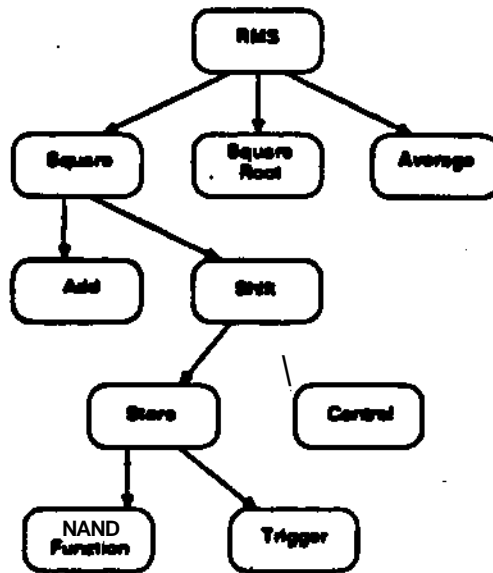 RMS
Square
Square
Root
Average
Add
Shift
Store
Control
NAND
Function
Trigger